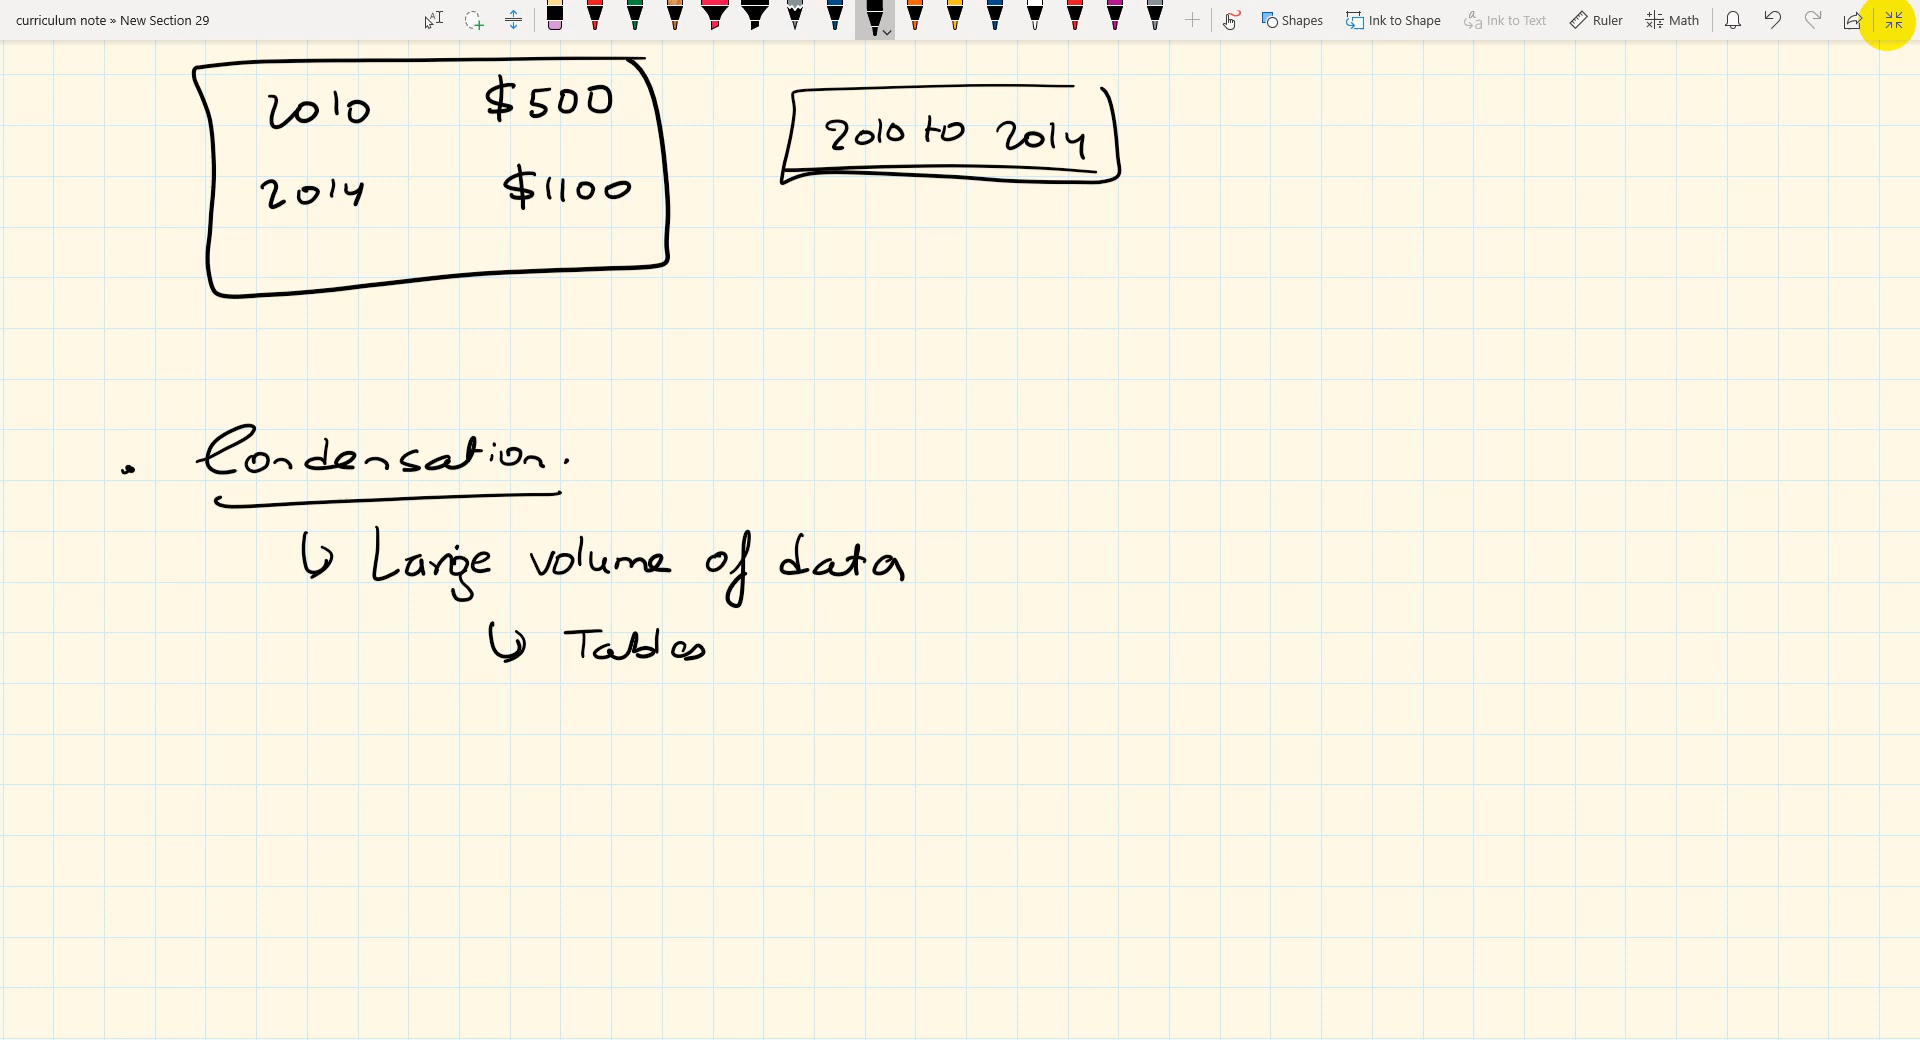 curriculum note » New Section 29
Shapes Ink to Shape Ink to Text Ruler Math
2010 $500
2014 $1100
2010 to 2014
. Condensation.
Large volume of data
Tables